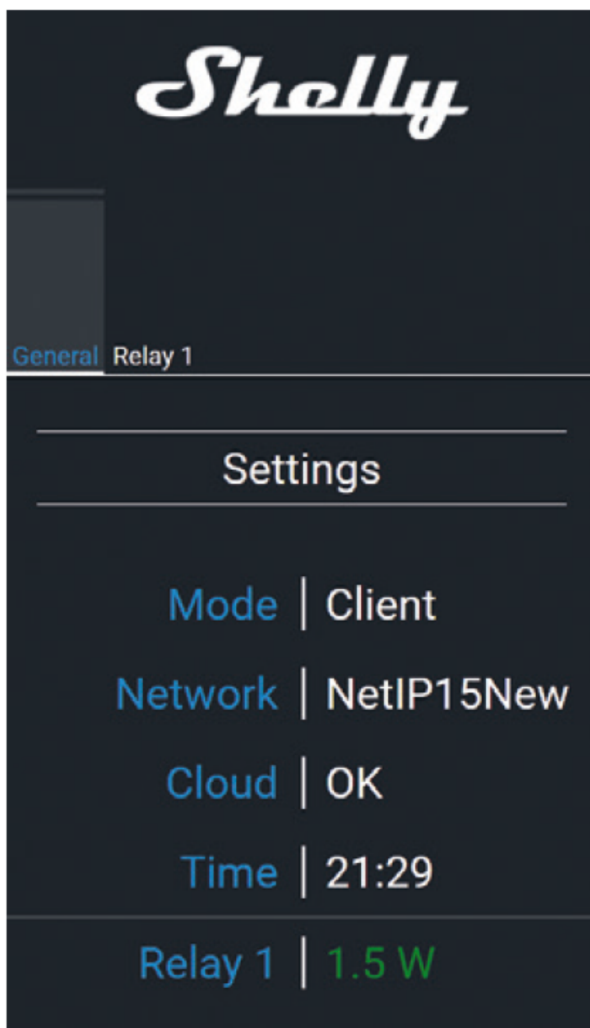 Shelly
General Relay 1
Settings
Mode Client
Network NetIP15New
Cloud OK
Time 21:29
Relay 1 1.5 W